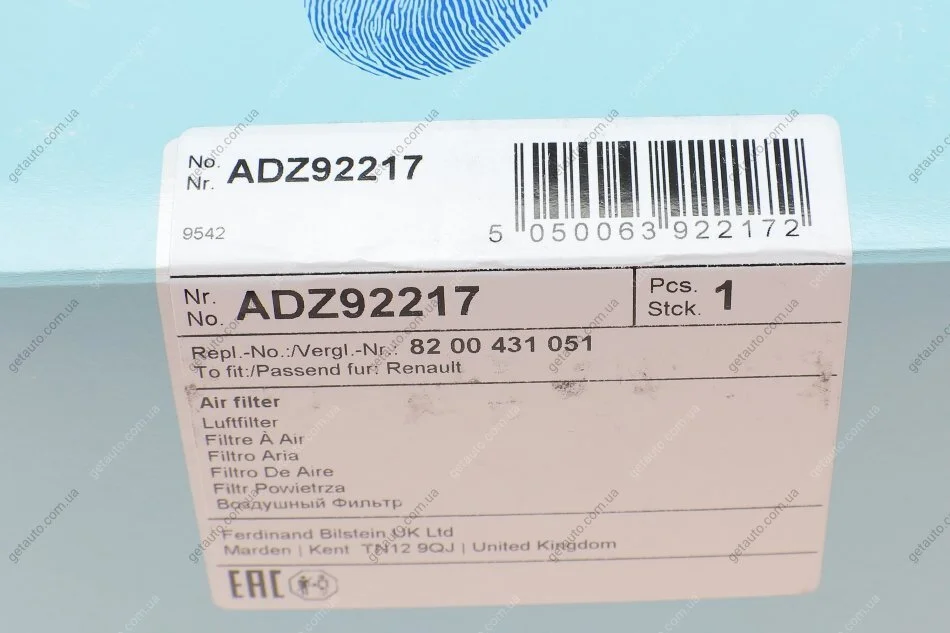 No.
Nr. ADZ92217
9542
5 050063 922172
Nr.
No. ADZ92217
Pcs.
Stck. 1
Repl.-No.:/Vergl.-Nr.: 82 00 431 051
To fit:/Passend fur: Renault
Air filter
Luftfilter
Filtre À Air
Filtro Aria
Filtro De Aire
Filtr Powietrza
Воздушный Фильтр
Ferdinand Bilstein UK Ltd
Marden | Kent TN12 9QJ | United Kingdom
EAC
getauto.com.ua